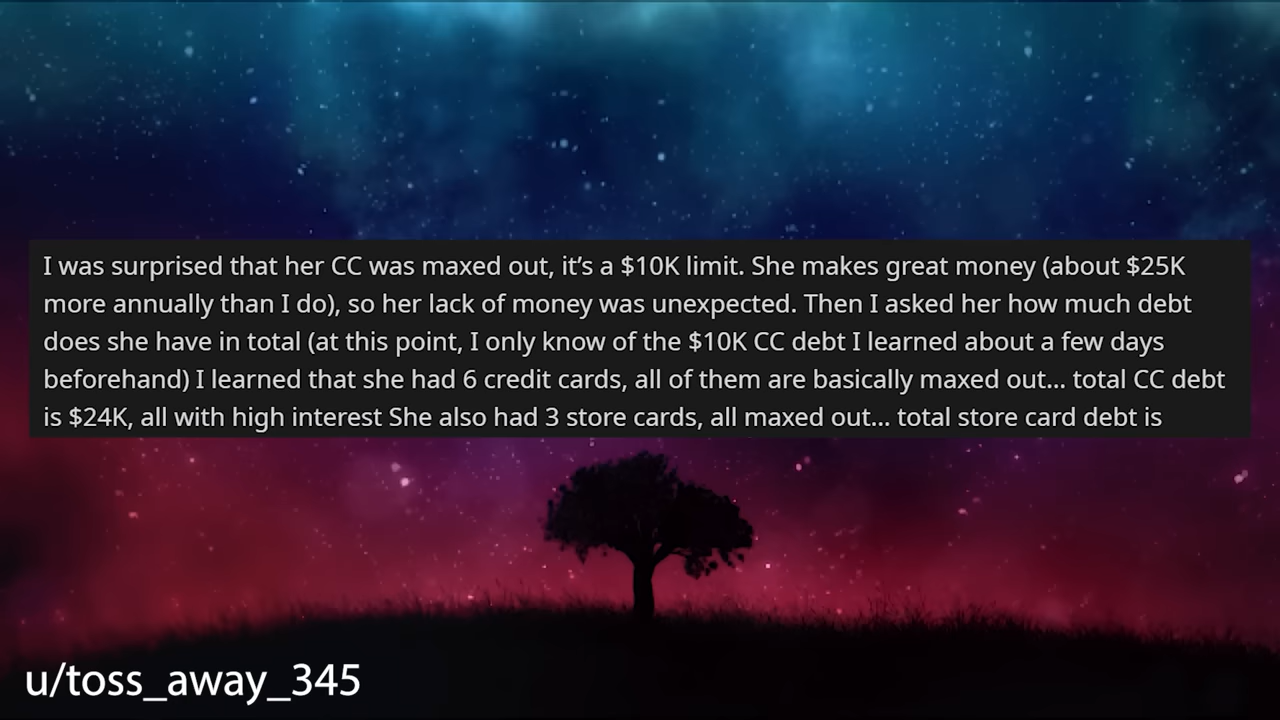 I was surprised that her CC was maxed out, it’s a $10K limit. She makes great money (about $25K
more annually than I do), so her lack of money was unexpected. Then I asked her how much debt
does she have in total (at this point, I only know of the $10K CC debt I learned about a few days
beforehand) I learned that she had 6 credit cards, all of them are basically maxed out... total CC debt
is $24K, all with high interest She also had 3 store cards, all maxed out... total store card debt is
u/toss_away_345